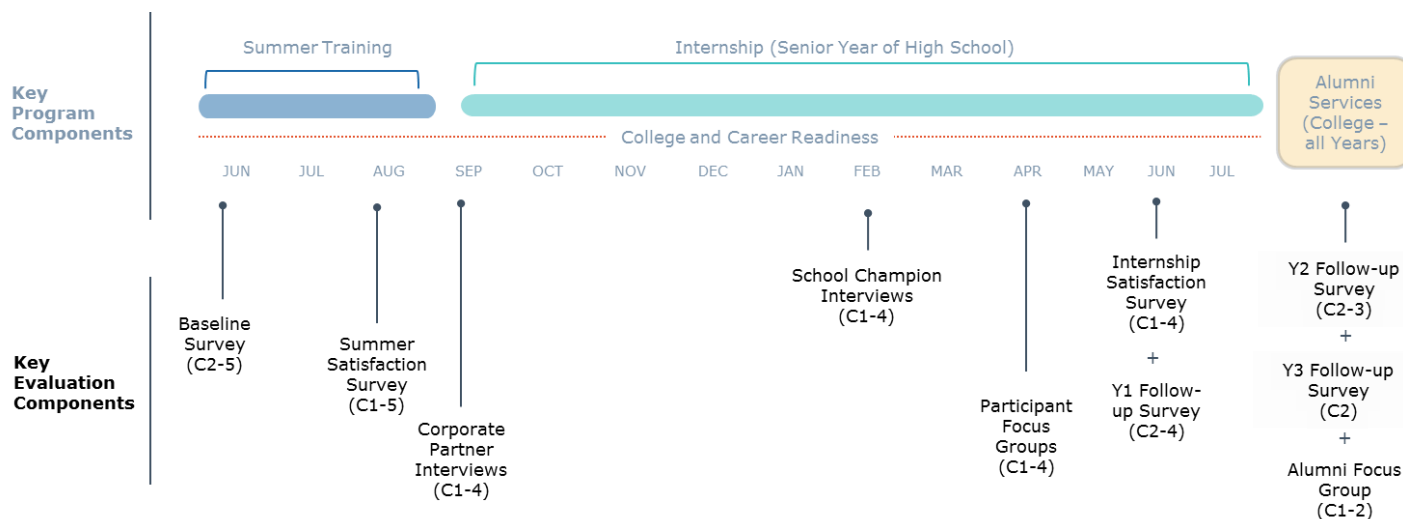 Summer Training
Internship (Senior Year of High School)
Key
Program
Components
Alumni
Services
(College –
all Years)
College and Career Readiness
JUN JUL AUG SEP OCT NOV DEC JAN FEB MAR APR MAY JUN JUL
Key
Evaluation
Components
Baseline
Survey
(C2-5)
Summer
Satisfaction
Survey
(C1-5)
Corporate
Partner
Interviews
(C1-4)
School Champion
Interviews
(C1-4)
Participant
Focus
Groups
(C1-4)
Internship
Satisfaction
Survey
(C1-4)
+
Y1 Follow-
up Survey
(C2-4)
Y2 Follow-up
Survey
(C2-3)
+
Y3 Follow-up
Survey
(C2)
+
Alumni Focus
Group
(C1-2)